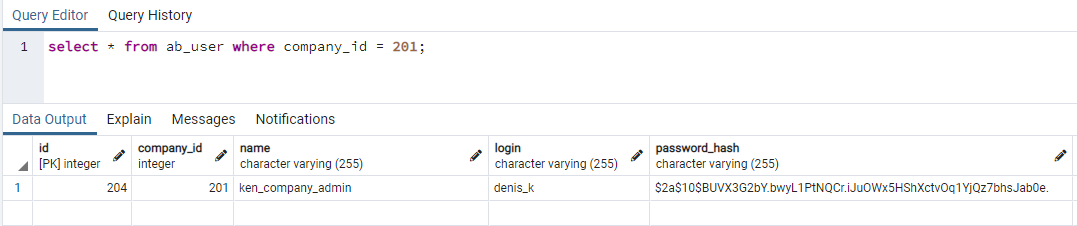 Query Editor Query History
1 select * from ab_user where company_id = 201;
Data Output Explain Messages Notifications
id company_id name login password_hash
[PK] integer integer character varying (255) character varying (255) character varying (255)
1 204 201 ken_company_admin denis_k $2a$10$BUVX3G2bY.bwyL1PtNQCr.iJuOWx5HShXctvOq1YjQz7bhsJab0e.